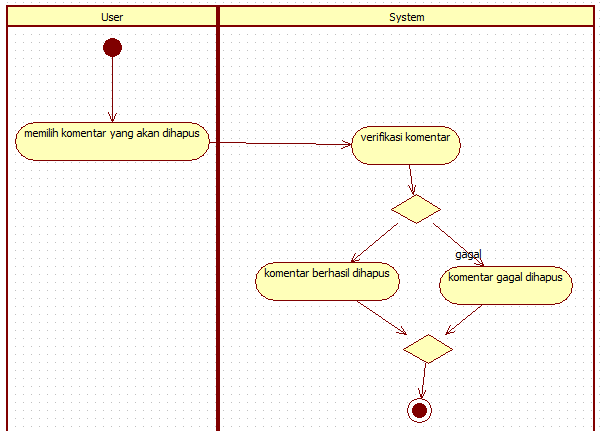 User
System
memilih komentar yang akan dihapus
verifikasi komentar
gagal
komentar berhasil dihapus
komentar gagal dihapus